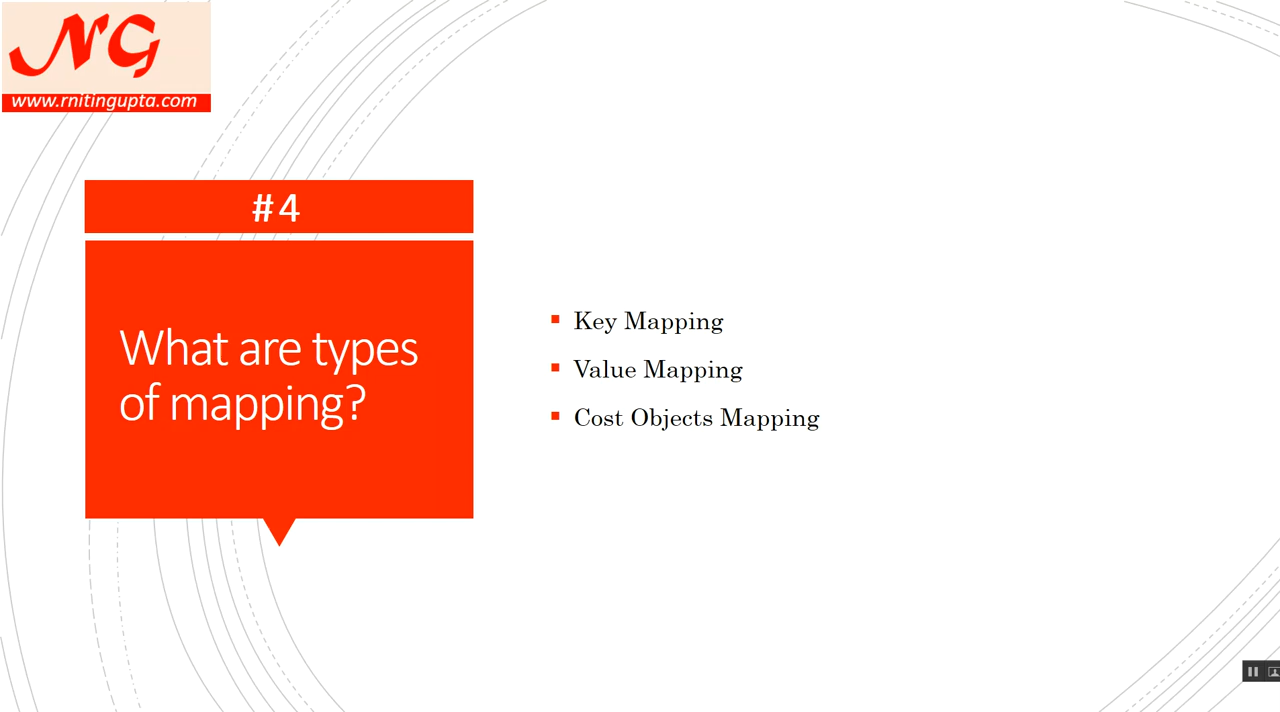 NG
www.rnitingupta.com
#4
What are types
of mapping?
Key Mapping
Value Mapping
Cost Objects Mapping